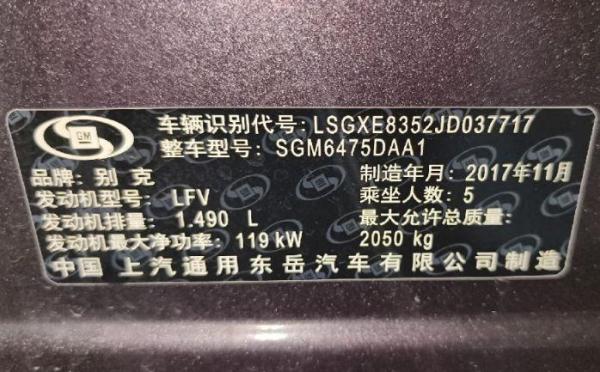 GM
车辆识别代号: LSGXE8352JD037717
整车型号: SGM6475DAA1
品牌: 别 克 制造年月: 2017年11月
发动机型号: LFV 乘坐人数: 5
发动机排量: 1.490 L 最大允许总质量:
发动机最大净功率: 119 kW 2050 kg
中国 上汽通用东岳汽车有限公司制造